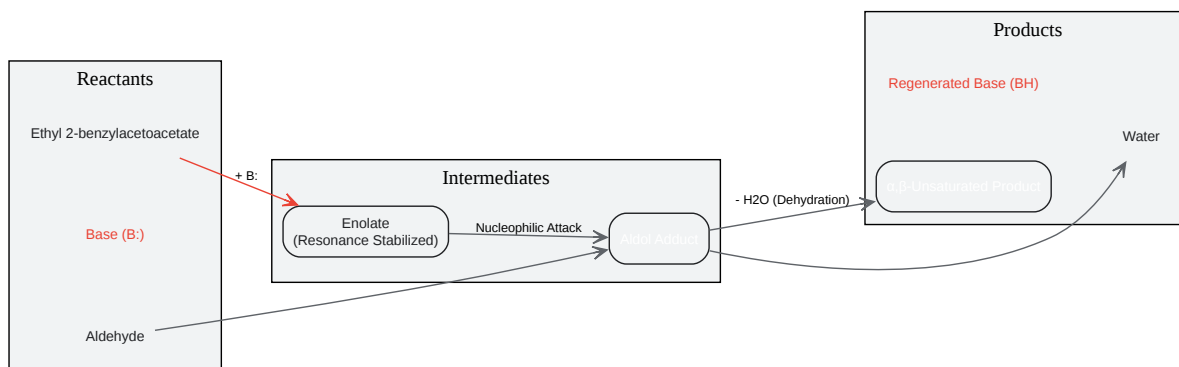 Reactants
Ethyl 2-benzylacetoacetate
Base (B:)
Aldehyde
+ B:
Intermediates
Enolate
(Resonance Stabilized)
Nucleophilic Attack
Aldol Adduct
- H2O (Dehydration)
Products
Regenerated Base (BH)
Water
α,β-Unsaturated Product